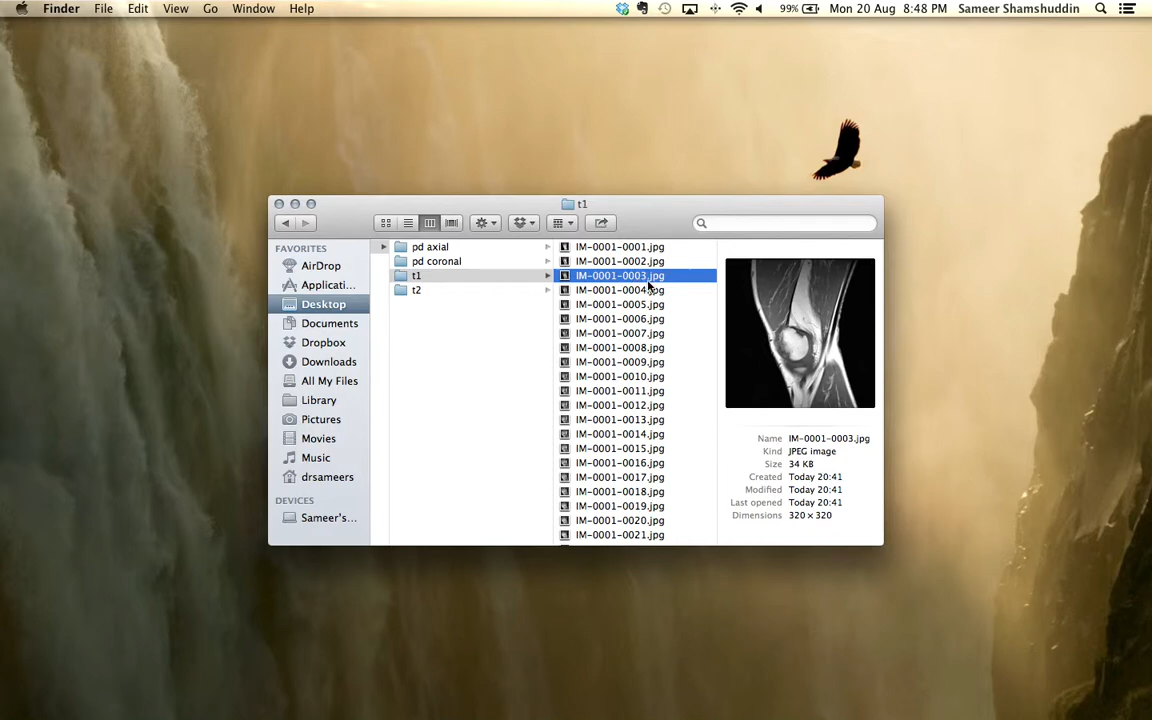 Finder File Edit View Go Window Help 99% Mon 20 Aug 8:48 PM Sameer Shamshuddin
t1
FAVORITES
AirDrop
Applicati...
Desktop
Documents
Dropbox
Downloads
All My Files
Library
Pictures
Movies
Music
drsameers
DEVICES
Sameer's...
pd axial
pd coronal
t1
t2
IM-0001-0001.jpg
IM-0001-0002.jpg
IM-0001-0003.jpg
IM-0001-0004.jpg
IM-0001-0005.jpg
IM-0001-0006.jpg
IM-0001-0007.jpg
IM-0001-0008.jpg
IM-0001-0009.jpg
IM-0001-0010.jpg
IM-0001-0011.jpg
IM-0001-0012.jpg
IM-0001-0013.jpg
IM-0001-0014.jpg
IM-0001-0015.jpg
IM-0001-0016.jpg
IM-0001-0017.jpg
IM-0001-0018.jpg
IM-0001-0019.jpg
IM-0001-0020.jpg
IM-0001-0021.jpg
Name IM-0001-0003.jpg
Kind JPEG image
Size 34 KB
Created Today 20:41
Modified Today 20:41
Last opened Today 20:41
Dimensions 320 × 320